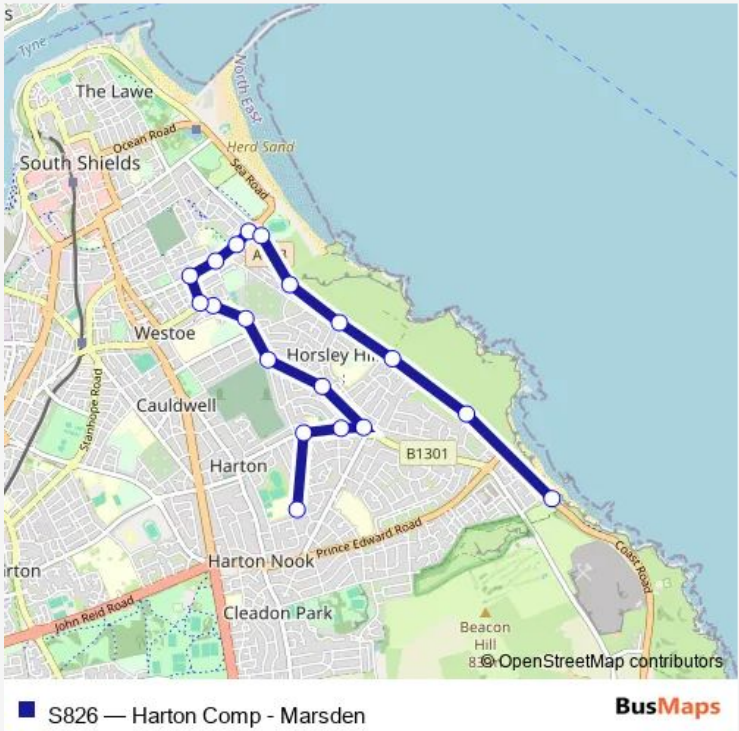 s
Tyne
The Lawe
North East
Ocean Road
Herd Sand
South Shields
Sea Road
A
Westoe
Horsley Hi
Stanhope Road
Cauldwell
B1301
Harton
Prince Edward Road
Harton Nook
Coast Road
irton
John Reid Road
Cleadon Park
Beacon
Hill
© OpenStreetMap contributors
S826 — Harton Comp - Marsden
BusMaps